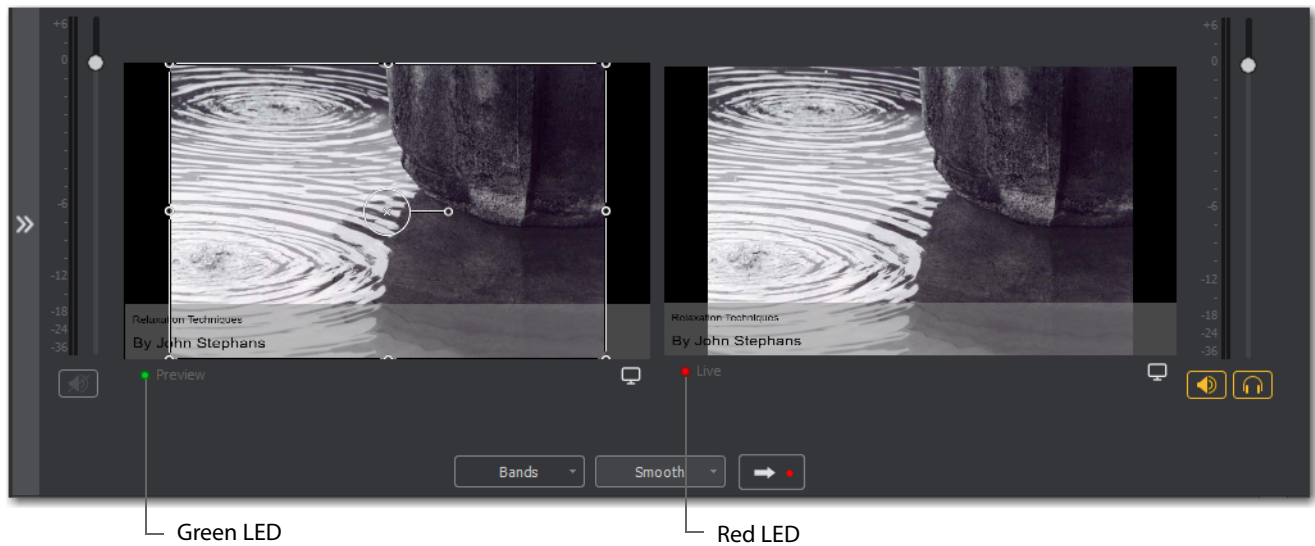 +6
0
-6
-12
-18
-24
-36
Relaxation Techniques
By John Stephans
Preview
Relaxation Techniques
By John Stephans
Live
+6
0
-6
-12
-18
-24
-36
Bands
Smooth
Green LED
Red LED